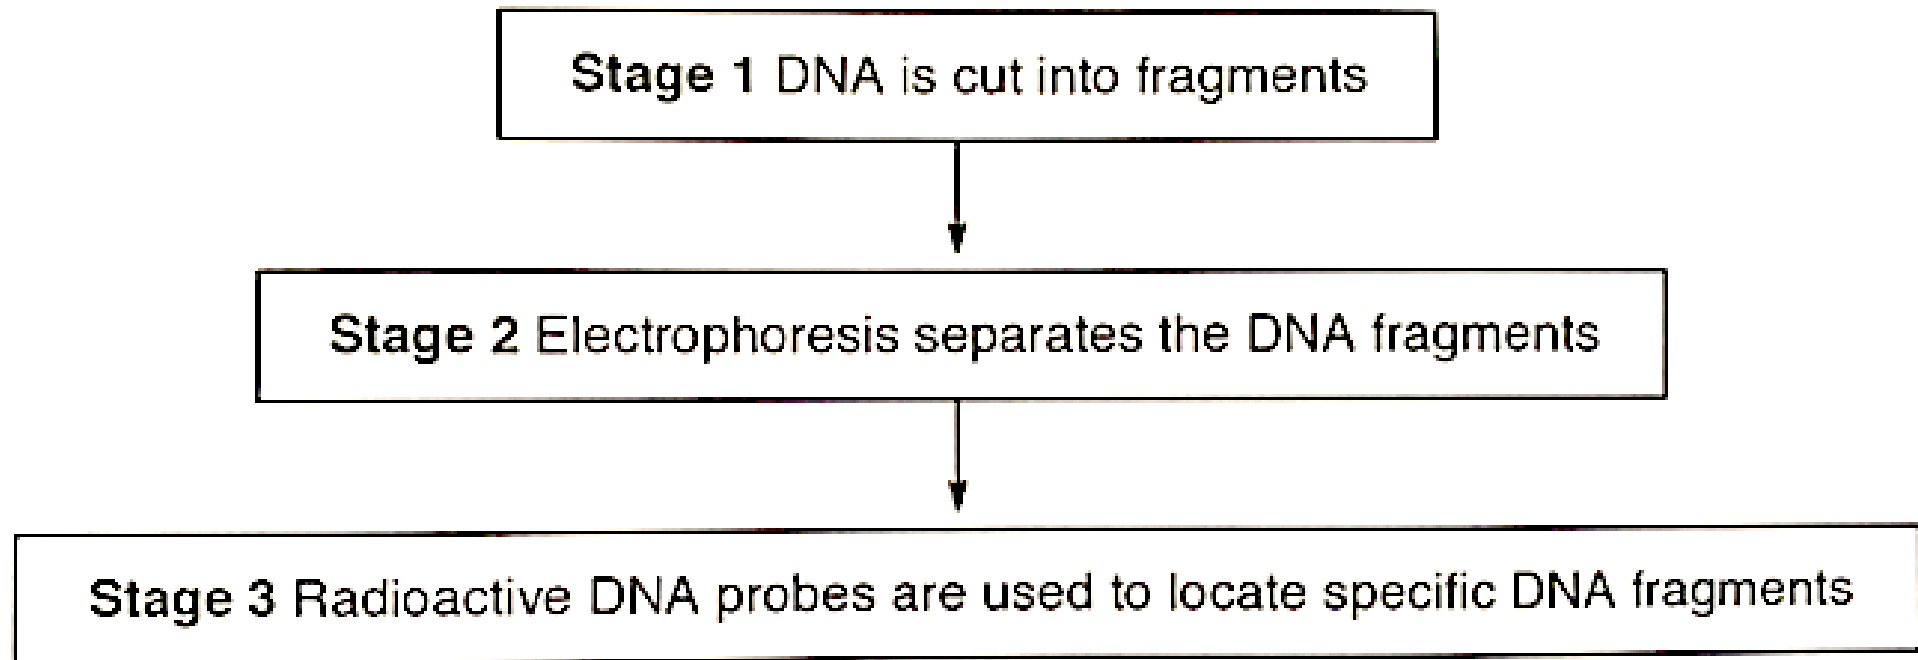 Stage 1 DNA is cut into fragments
Stage 2 Electrophoresis separates the DNA fragments
Stage 3 Radioactive DNA probes are used to locate specific DNA fragments